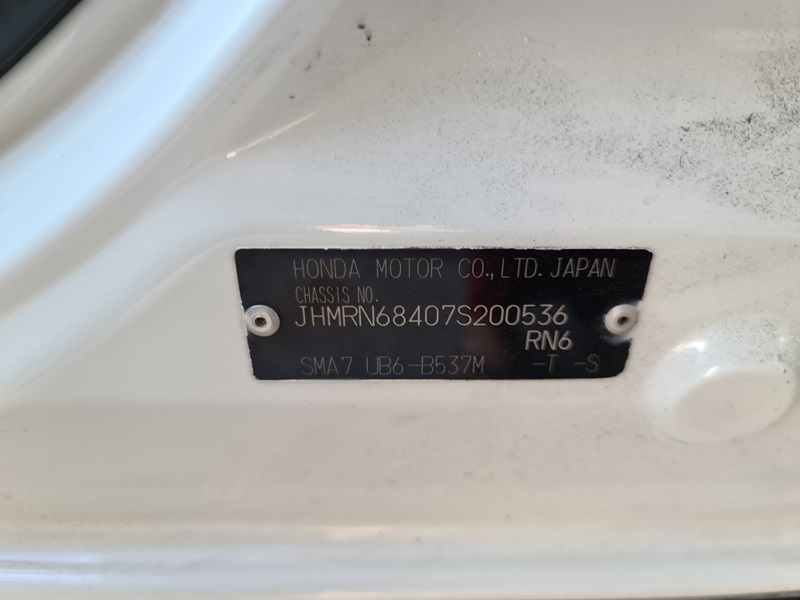 HONDA MOTOR CO.,LTD. JAPAN
CHASSIS NO.
JHMRN68407S200536
RN6
SMA7 UB6-B537M -T -S